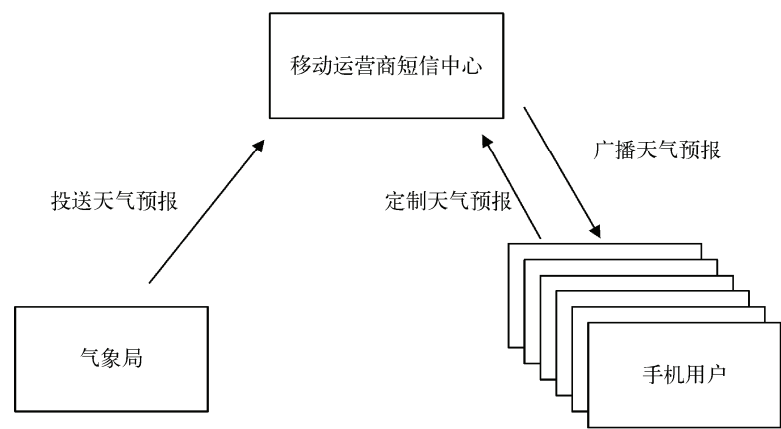 移动运营商短信中心
广播天气预报
投送天气预报
定制天气预报
气象局
手机用户